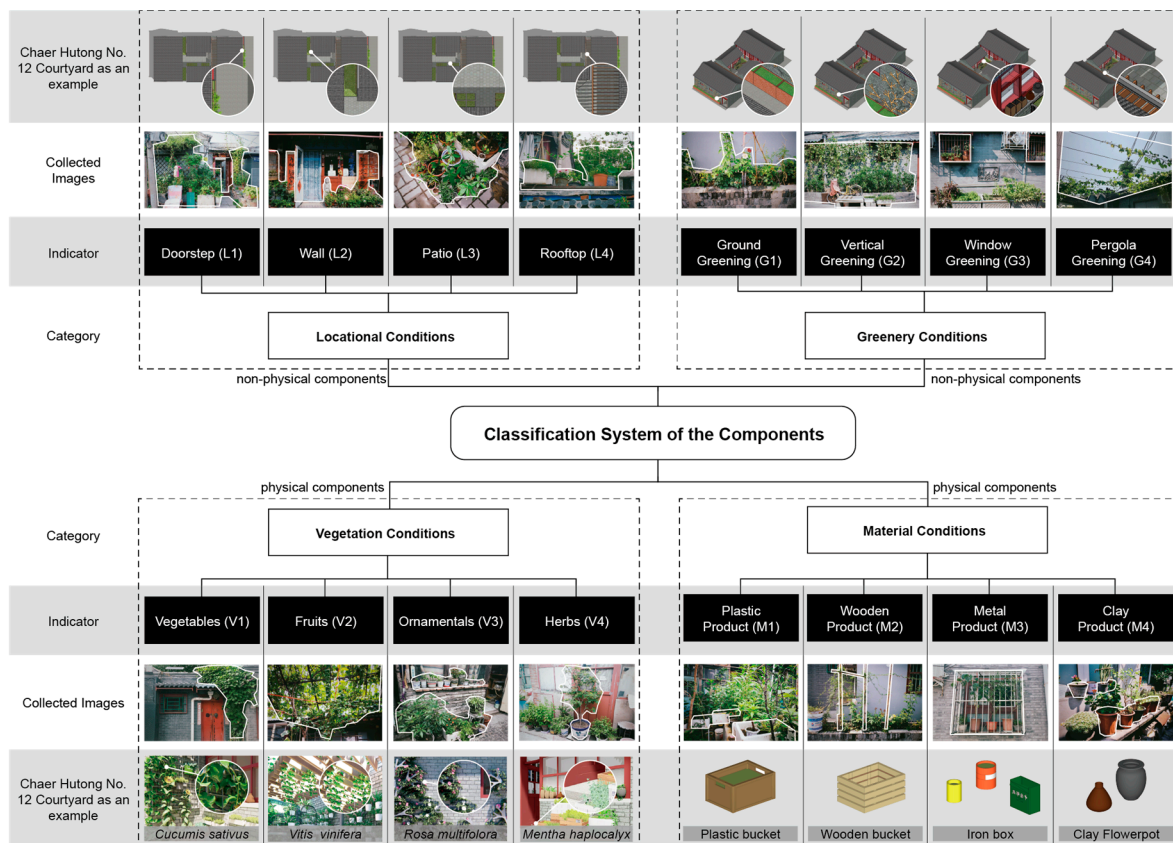 Chaer Hutong No.
12 Courtyard as an
example
Collected
Images
Indicator
Doorstep (L1)
Wall (L2)
Patio (L3)
Rooftop (L4)
Ground
Greening (G1)
Vertical
Greening (G2)
Window
Greening (G3)
Pergola
Greening (G4)
Category
Locational Conditions
Greenery Conditions
non-physical components
non-physical components
Classification System of the Components
physical components
physical components
Category
Vegetation Conditions
Material Conditions
Indicator
Vegetables (V1)
Fruits (V2)
Ornamentals (V3)
Herbs (V4)
Plastic
Product (M1)
Wooden
Product (M2)
Metal
Product (M3)
Clay
Product (M4)
Collected Images
Chaer Hutong No.
12 Courtyard as an
example
Cucumis sativus
Vitis vinifera
Rosa multifolora
Mentha haplocalyx
Plastic bucket
Wooden bucket
Iron box
Clay Flowerpot